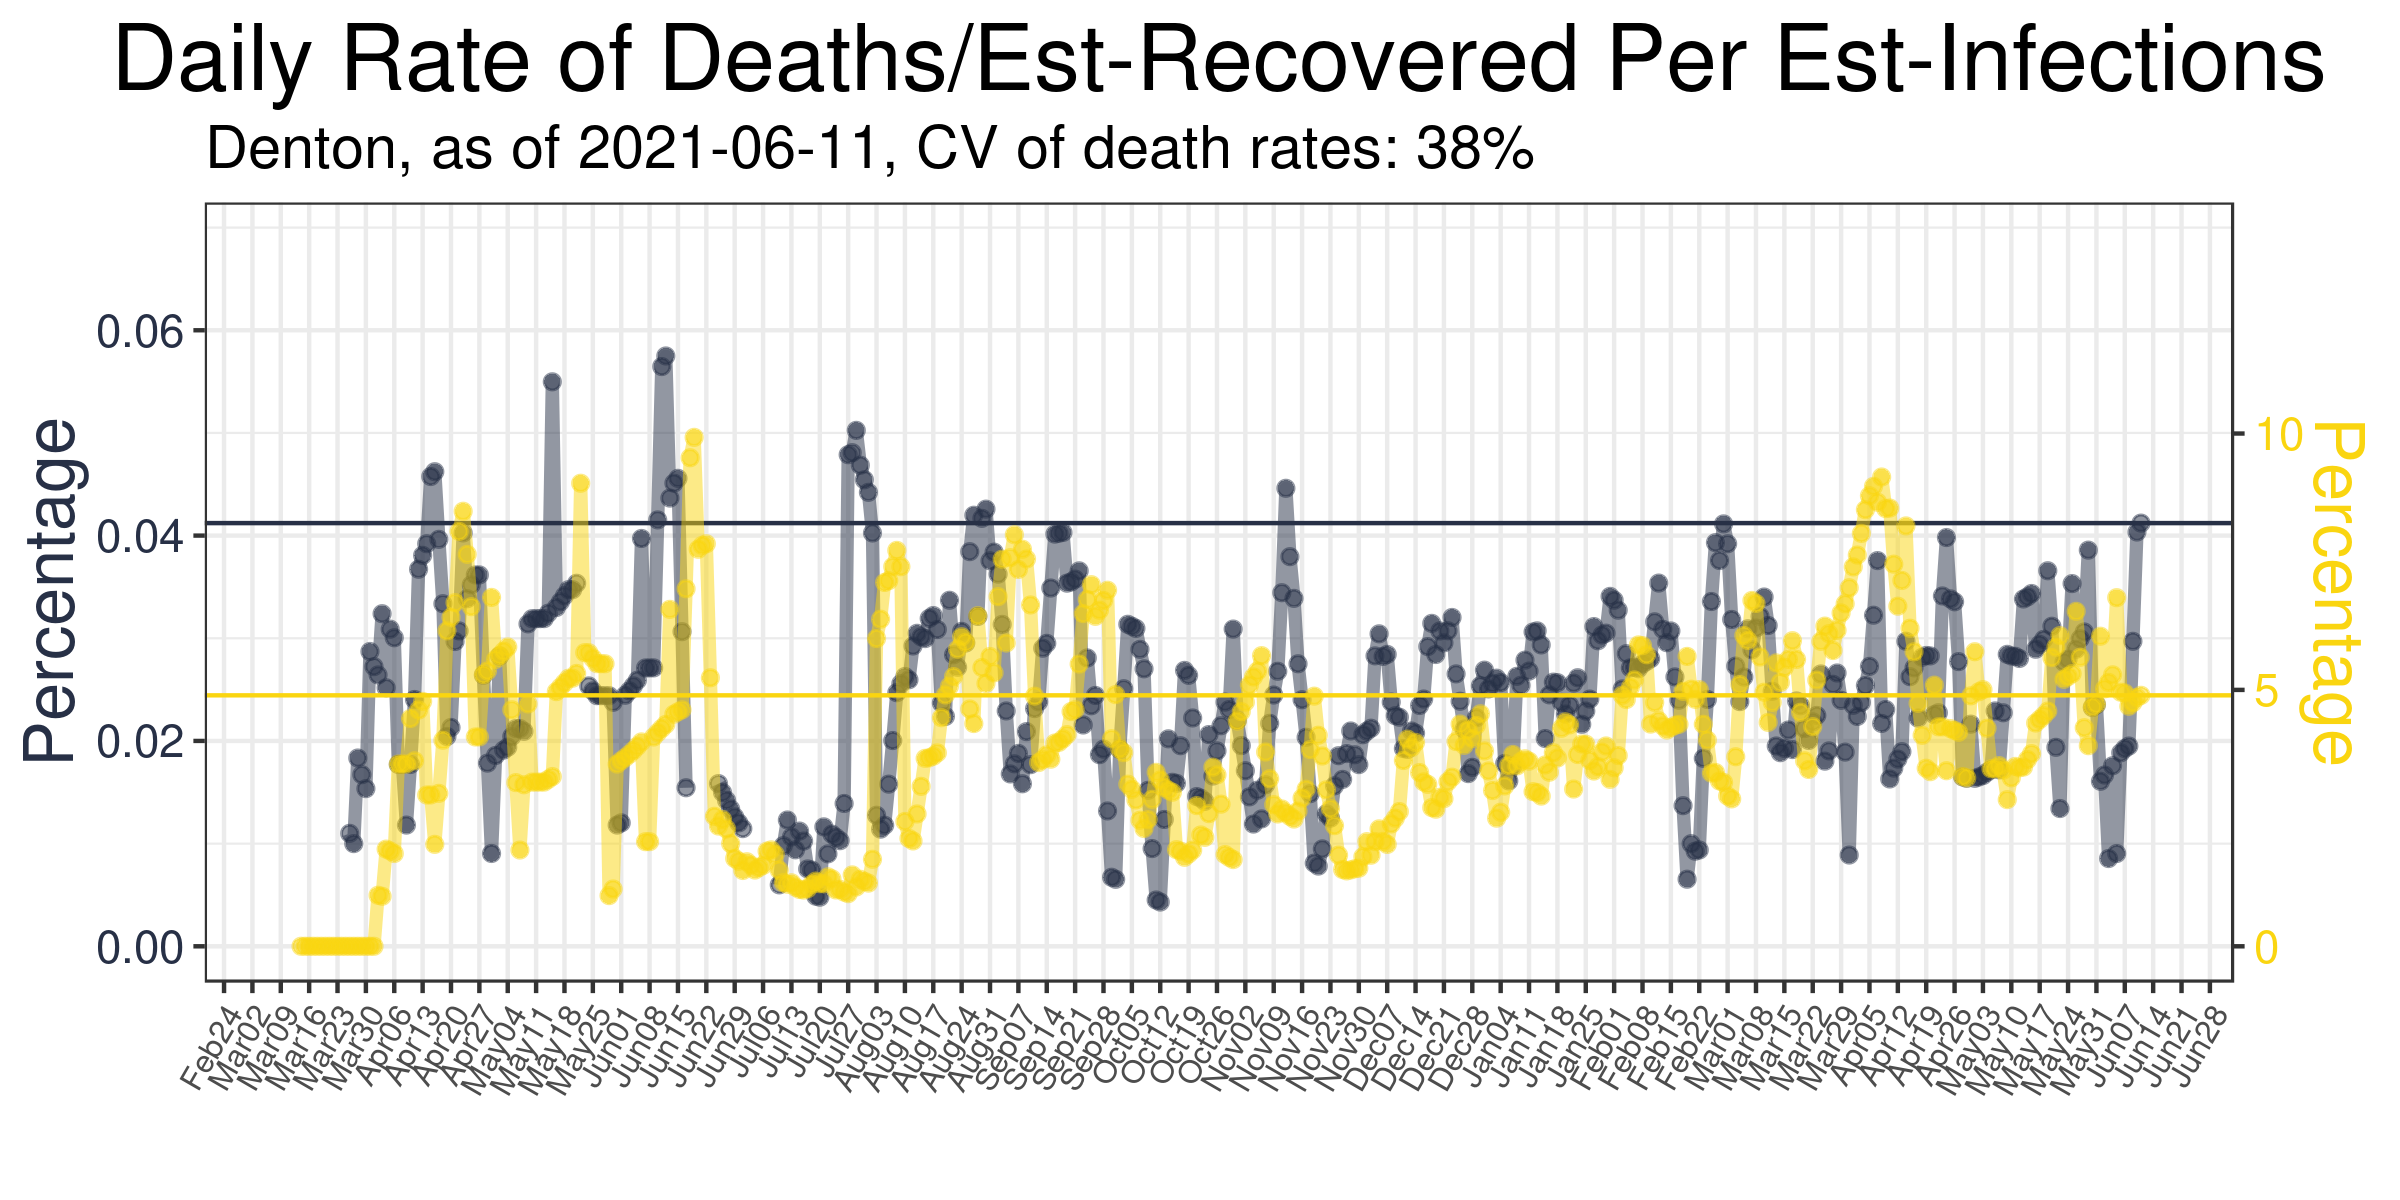 Daily Rate of Deaths/Est-Recovered Per Est-Infections
Denton, as of 2021-06-11, CV of death rates: 38%
Percentage
0.06
0.04
0.02
0.00
10
5
0
Percentage
Feb24
Mar02
Mar09
Mar16
Mar23
Mar30
Apr06
Apr13
Apr20
Apr27
May04
May11
May18
May25
Jun01
Jun08
Jun15
Jun22
Jun29
Jul06
Jul13
Jul20
Jul27
Aug03
Aug10
Aug17
Aug24
Aug31
Sep07
Sep14
Sep21
Sep28
Oct05
Oct12
Oct19
Oct26
Nov02
Nov09
Nov16
Nov23
Nov30
Dec07
Dec14
Dec21
Dec28
Jan04
Jan11
Jan18
Jan25
Feb01
Feb08
Feb15
Feb22
Mar01
Mar08
Mar15
Mar22
Mar29
Apr05
Apr12
Apr19
Apr26
May03
May10
May17
May24
May31
Jun07
Jun14
Jun21
Jun28